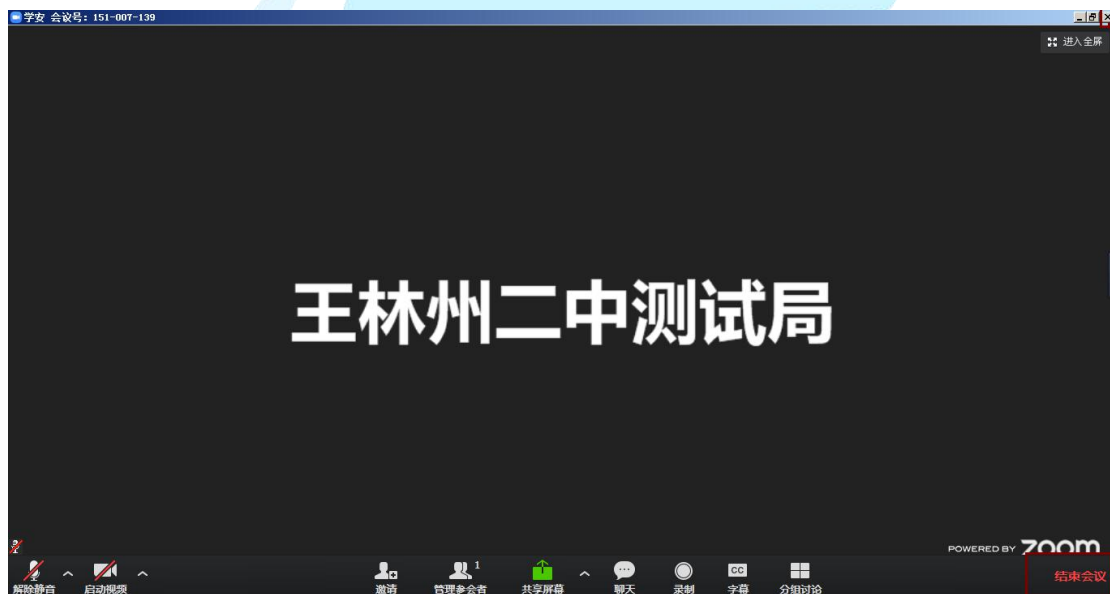 学安 会议号: 151-007-139
进入全屏
王林州二中测试局
POWERED BY zoom
解除静音 启动视频 邀请 管理参会者 1 共享屏幕 聊天 CC 录制 字幕 分组讨论 结束会议